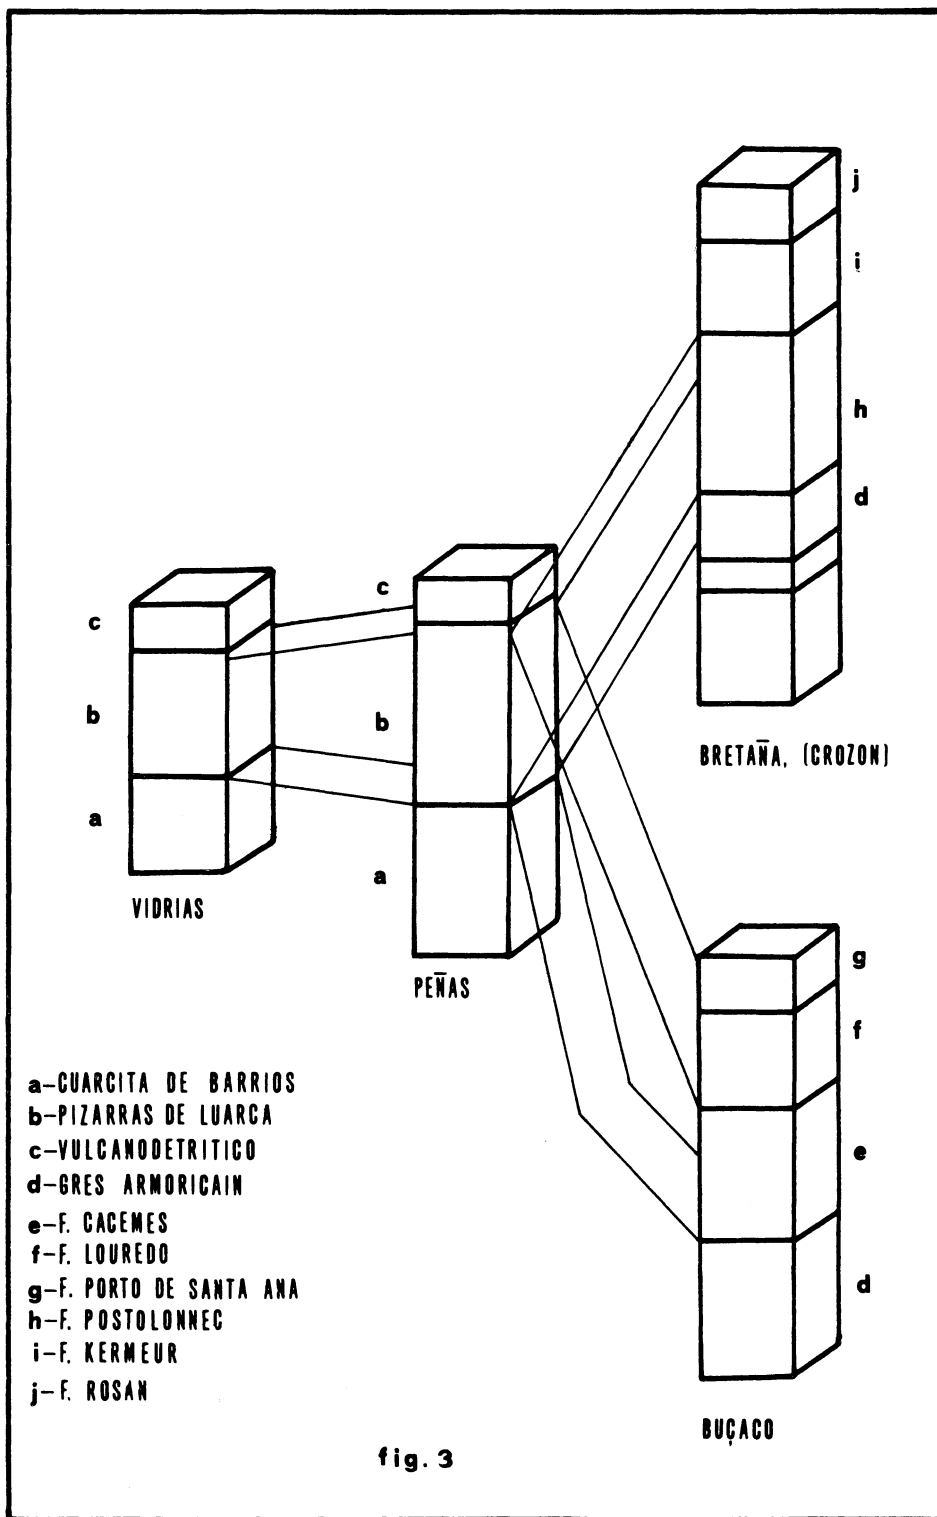 j
i
h
d
BRETAÑA, (CROZON)
c
b
a
VIDRIAS
c
b
a
PEÑAS
g
f
e
d
BUÇACO
a-CUARCITA DE BARRIOS
b-PIZARRAS DE LUARCA
c-VULCANODETRITICO
d-GRES ARMORICAIN
e-F. CACEMES
f-F. LOUREDO
g-F. PORTO DE SANTA ANA
h-F. POSTOLONNEC
i-F. KERMEUR
j-F. ROSAN
fig. 3